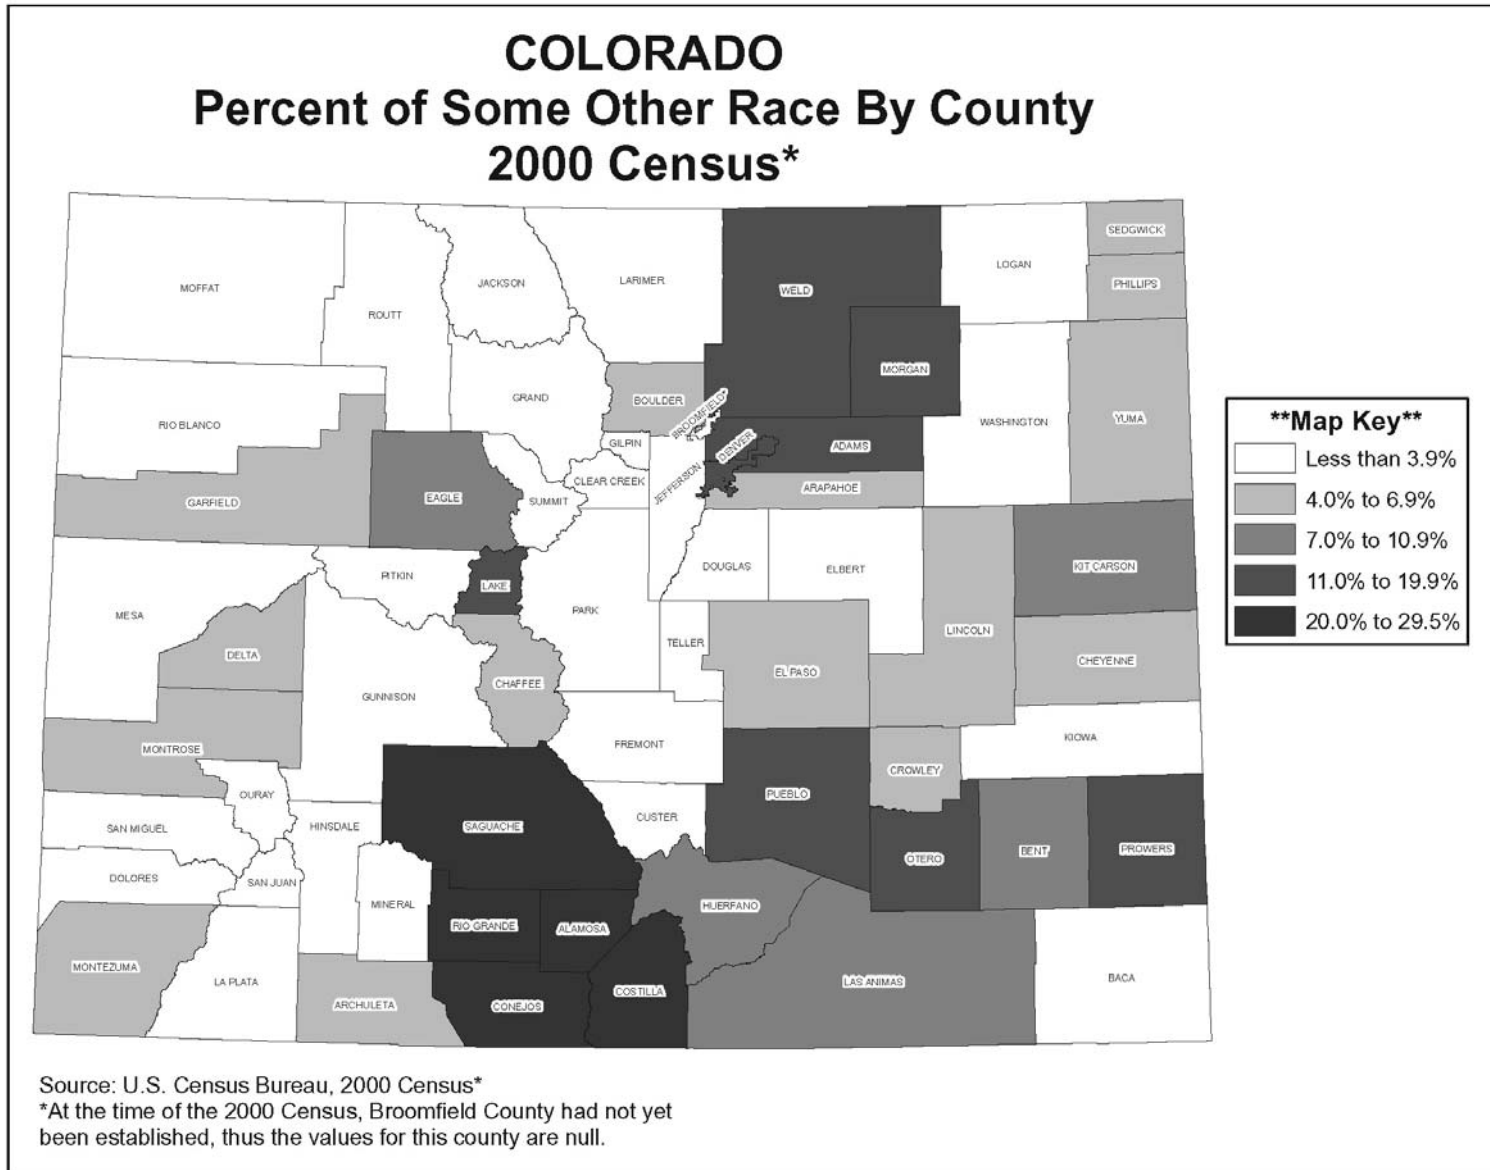 COLORADO
Percent of Some Other Race By County
2000 Census*
SEDGWICK
LOGAN
JACKSON
LARIMER
MOFFAT
WELD
PHILLIPS
ROUTT
MORGAN
GRAND
BOULDER
BROOMFIELD*
RIO BLANCO
WASHINGTON
YUMA
GILPIN
DENVER
ADAMS
CLEAR CREEK
JEFFERSON
ARAPAHOE
GARFIELD
EAGLE
SUMMIT
DOUGLAS
ELBERT
KIT CARSON
PITKIN
LAKE
MESA
PARK
LINCOLN
TELLER
DELTA
CHEYENNE
EL PASO
CHAFFEE
GUNNISON
FREMONT
KIOWA
MONTROSE
CROWLEY
OURAY
PUEBLO
CUSTER
SAN MIGUEL
HINSDALE
SAGUACHE
PROWERS
BENT
OTERO
DOLORES
SAN JUAN
MINERAL
HUERFANO
RIO GRANDE
ALAMOSA
MONTEZUMA
LA PLATA
LAS ANIMAS
BACA
COSTILLA
ARCHULETA
CONEJOS
**Map Key**
Less than 3.9%
4.0% to 6.9%
7.0% to 10.9%
11.0% to 19.9%
20.0% to 29.5%
Source: U.S. Census Bureau, 2000 Census*
*At the time of the 2000 Census, Broomfield County had not yet
been established, thus the values for this county are null.